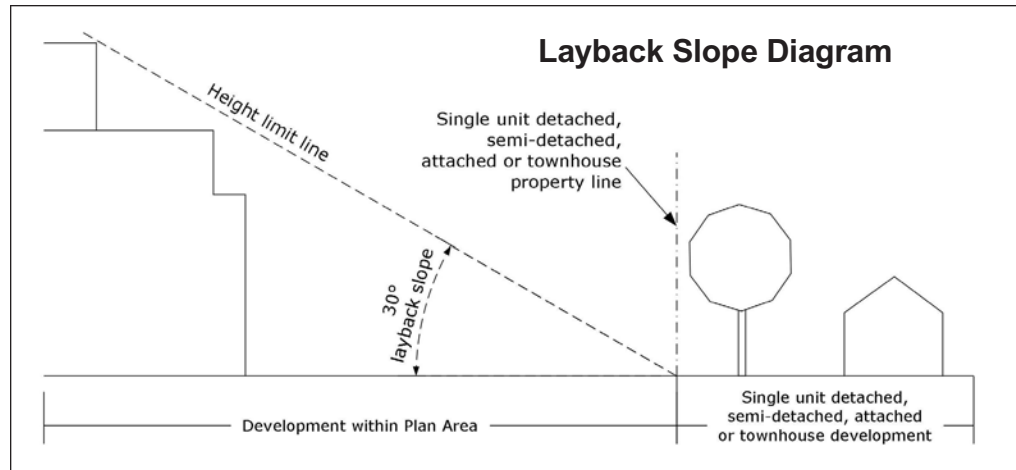 Layback Slope Diagram
Height limit line
Single unit detached,
semi-detached,
attached or townhouse
property line
30°
layback slope
Development within Plan Area
Single unit detached,
semi-detached, attached
or townhouse development